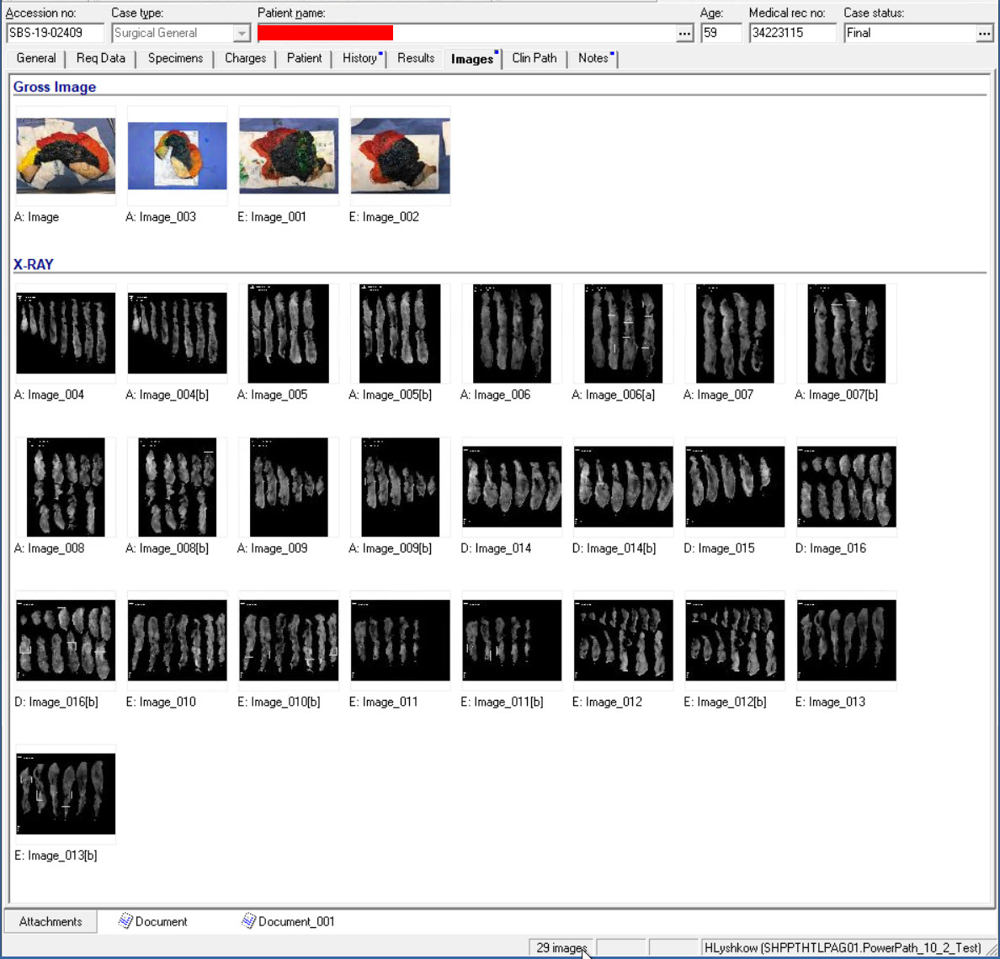 Accession no: Case type: Patient name: Age: Medical rec no: Case status:
SBS-19-02409 Surgical General ... 59 34223115 Final ...
General Req Data Specimens Charges Patient History Results Images Clin Path Notes
Gross Image
A: Image A: Image_003 E: Image_001 E: Image_002
X-RAY
A: Image_004 A: Image_004[b] A: Image_005 A: Image_005[b] A: Image_006 A: Image_006[a] A: Image_007 A: Image_007[b]
A: Image_008 A: Image_008[b] A: Image_009 A: Image_009[b] D: Image_014 D: Image_014[b] D: Image_015 D: Image_016
D: Image_016[b] E: Image_010 E: Image_010[b] E: Image_011 E: Image_011[b] E: Image_012 E: Image_012[b] E: Image_013
E: Image_013[b]
Attachments Document Document_001
29 images HLyshkow (SHPPTHTLPAG01.PowerPath_10_2_Test)